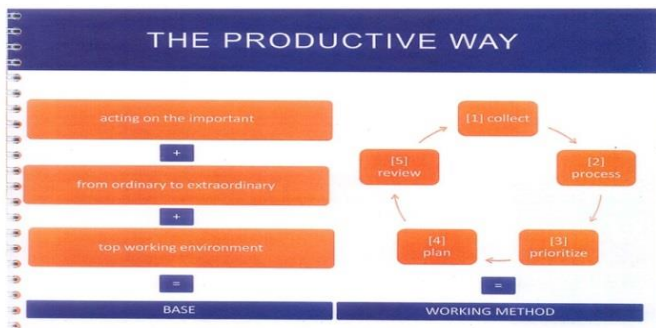 THE PRODUCTIVE WAY
acting on the important
+
from ordinary to extraordinary
+
top working environment
=
BASE
[1] collect
[2]
process
[3]
prioritize
[4]
plan
[5]
review
=
WORKING METHOD